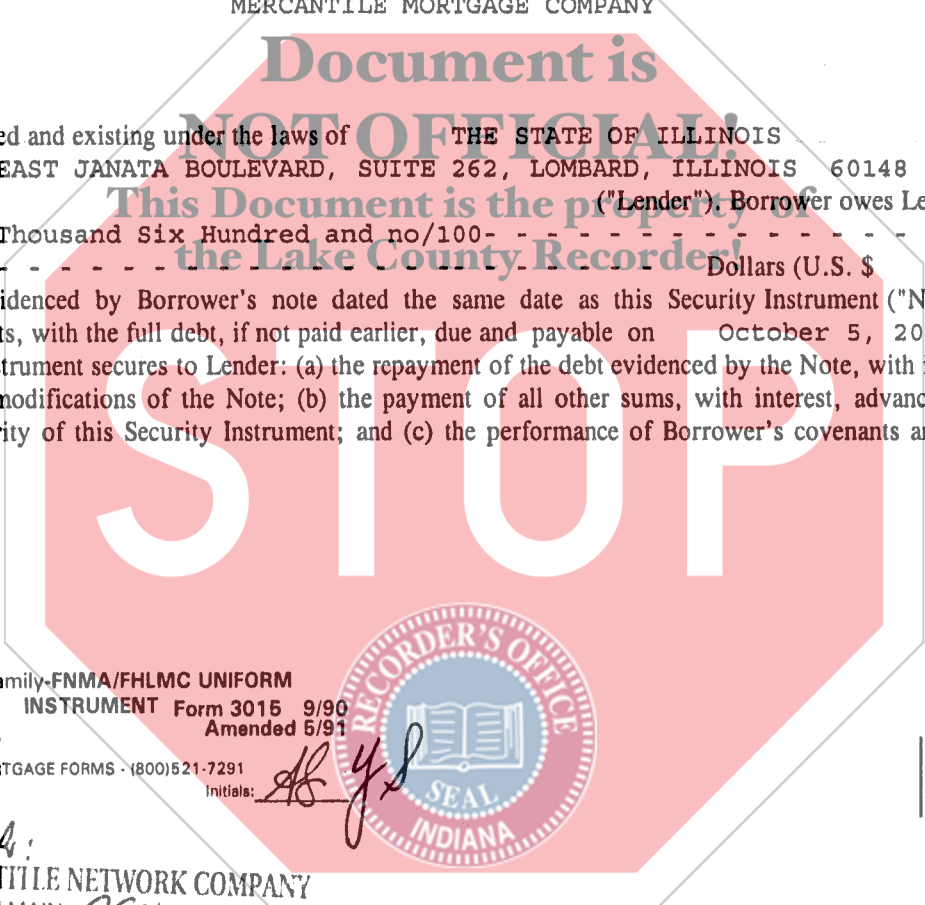 MERCANTILE MORTGAGE COMPANY
Document is
NOT OFFICIAL!
ed and existing under the laws of THE STATE OF ILLINOIS
EAST JANATA BOULEVARD, SUITE 262, LOMBARD, ILLINOIS 60148
This Document is the property of
("Lender"). Borrower owes Le
Thousand Six Hundred and no/100- - - - - - - - - - - - - - -
the Lake County Recorder!
- - - - - - - - - - - - - - - - - - - - - - Dollars (U.S. $
idenced by Borrower's note dated the same date as this Security Instrument ("N
ts, with the full debt, if not paid earlier, due and payable on October 5, 20
trument secures to Lender: (a) the repayment of the debt evidenced by the Note, with i
modifications of the Note; (b) the payment of all other sums, with interest, advanc
rity of this Security Instrument; and (c) the performance of Borrower's covenants a
STOP
RECORDER'S OFFICE
SEAL
INDIANA
amily-FNMA/FHLMC UNIFORM
INSTRUMENT Form 3015 9/90
Amended 5/91
TGAGE FORMS - (800)521-7291
Initials:
TITLE NETWORK COMPANY